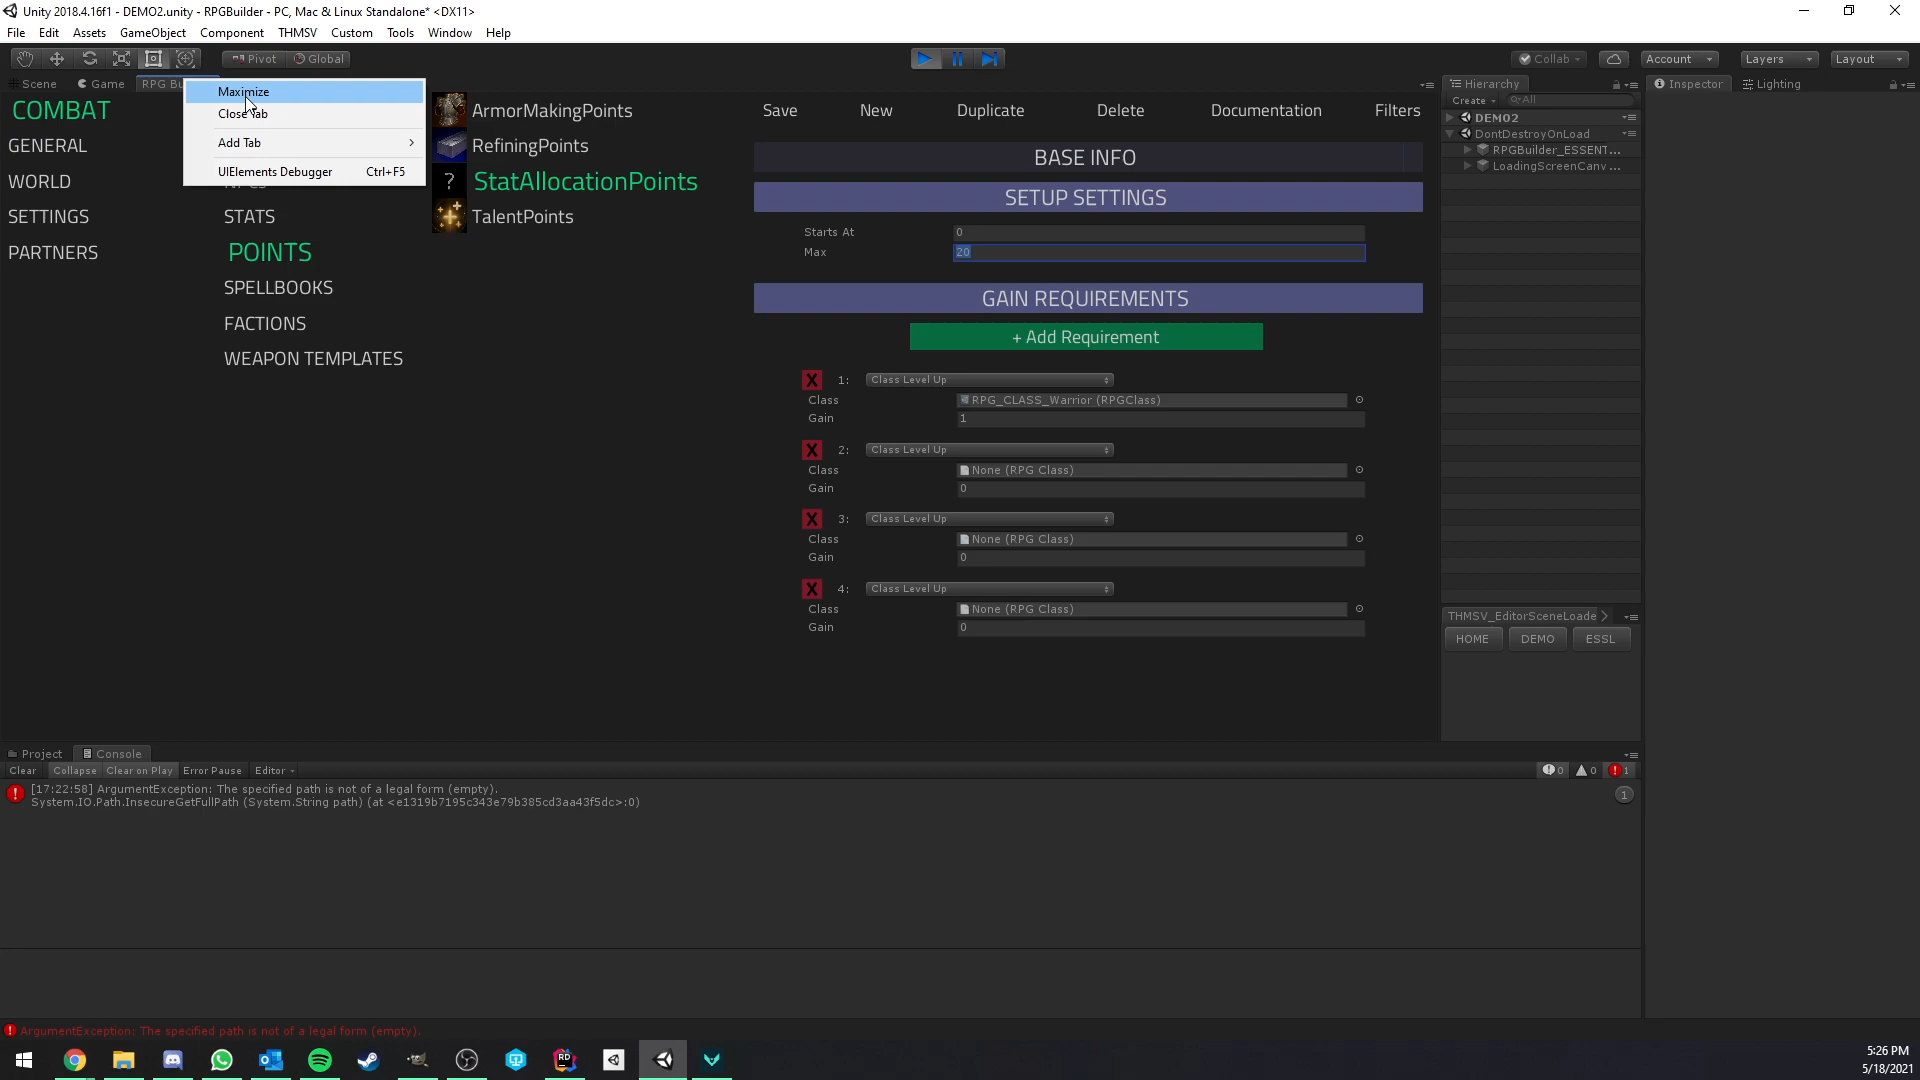 Unity 2018.4.16f1 - DEMO2.unity - RPGBuilder - PC, Mac & Linux Standalone* <DX11>
File Edit Assets GameObject Component THMSV Custom Tools Window Help
Pivot Global Collab Account Layers Layout
Scene Game RPG Bu
Maximize
Close Tab
Add Tab
UIElements Debugger Ctrl+F5
COMBAT
GENERAL
WORLD
SETTINGS
PARTNERS
STATS
POINTS
SPELLBOOKS
FACTIONS
WEAPON TEMPLATES
ArmorMakingPoints
RefiningPoints
? StatAllocationPoints
TalentPoints
Save New Duplicate Delete Documentation Filters
BASE INFO
SETUP SETTINGS
Starts At 0
Max 20
GAIN REQUIREMENTS
+ Add Requirement
X 1: Class Level Up
Class RPG_CLASS_Warrior (RPGClass)
Gain 1
X 2: Class Level Up
Class None (RPG Class)
Gain 0
X 3: Class Level Up
Class None (RPG Class)
Gain 0
X 4: Class Level Up
Class None (RPG Class)
Gain 0
Hierarchy
Create All
DEMO2
DontDestroyOnLoad
RPGBuilder_ESSENT...
LoadingScreenCanv...
THMSV_EditorSceneLoade
HOME DEMO ESSL
Inspector Lighting
Project Console
Clear Collapse Clear on Play Error Pause Editor 0 0 1
[17:22:58] ArgumentException: The specified path is not of a legal form (empty).
System.IO.Path.InsecureGetFullPath (System.String path) (at <e1319b7195c343e79b385cd3aa43f5dc>:0)
1
ArgumentException: The specified path is not of a legal form (empty).
RD
5:26 PM
5/18/2021